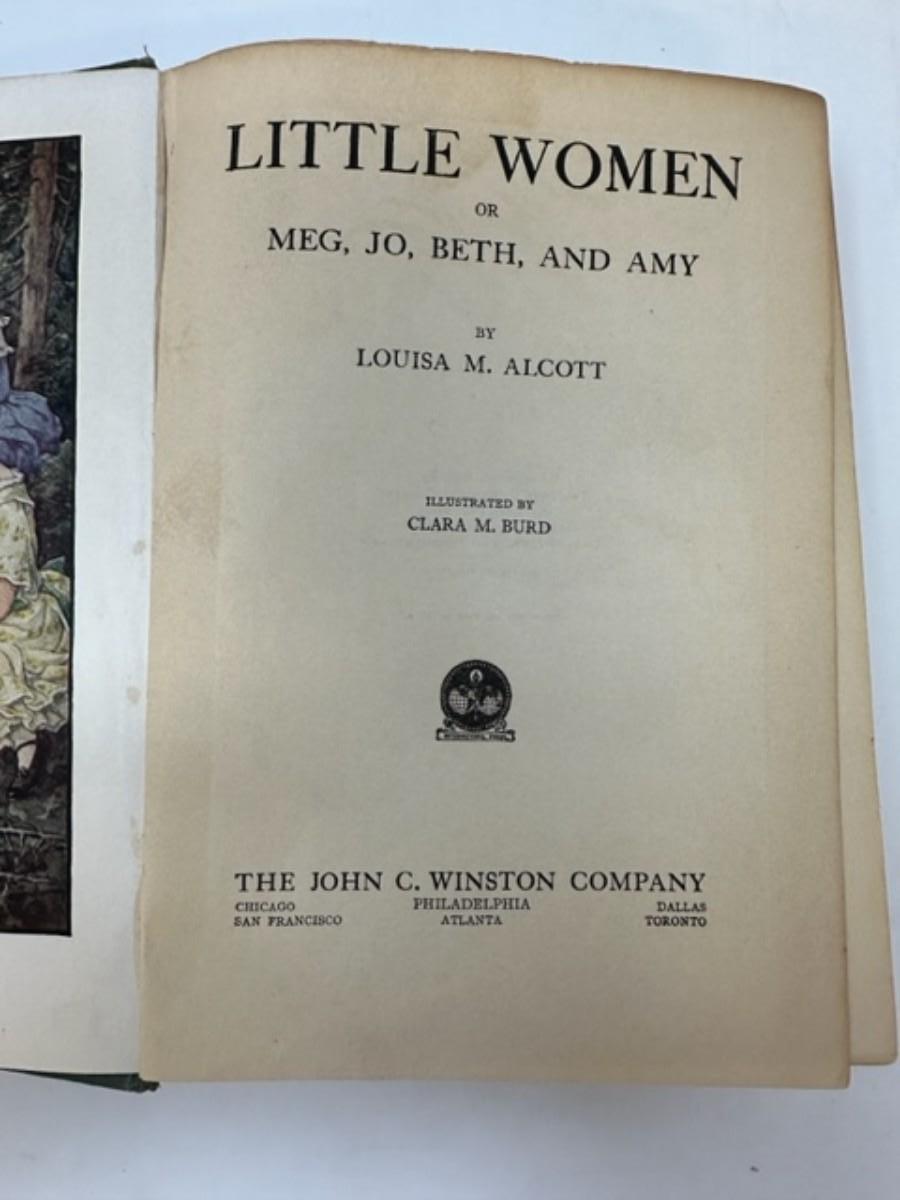 LITTLE WOMEN
OR
MEG, JO, BETH, AND AMY
BY
LOUISA M. ALCOTT
ILLUSTRATED BY
CLARA M. BURD
THE JOHN C. WINSTON COMPANY
CHICAGO PHILADELPHIA DALLAS
SAN FRANCISCO ATLANTA TORONTO